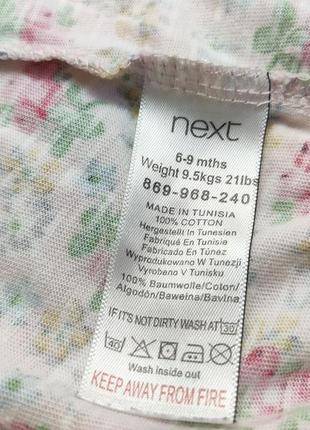 next
6-9 mths
Weight 9.5kgs 21lbs
869-968-240
MADE IN TUNISIA
100% COTTON
Hergestellt In Tunesien
Fabriqué En Tunisie
Fabricado En Túnez
Wyprodukowano W Tunezji
Vyrobeno V Tunisku
100% Baumwolle/Coton/
Algodón/Baweina/Bavlna
IF IT'S NOT DIRTY WASH AT 30
40
Wash inside out
KEEP AWAY FROM FIRE